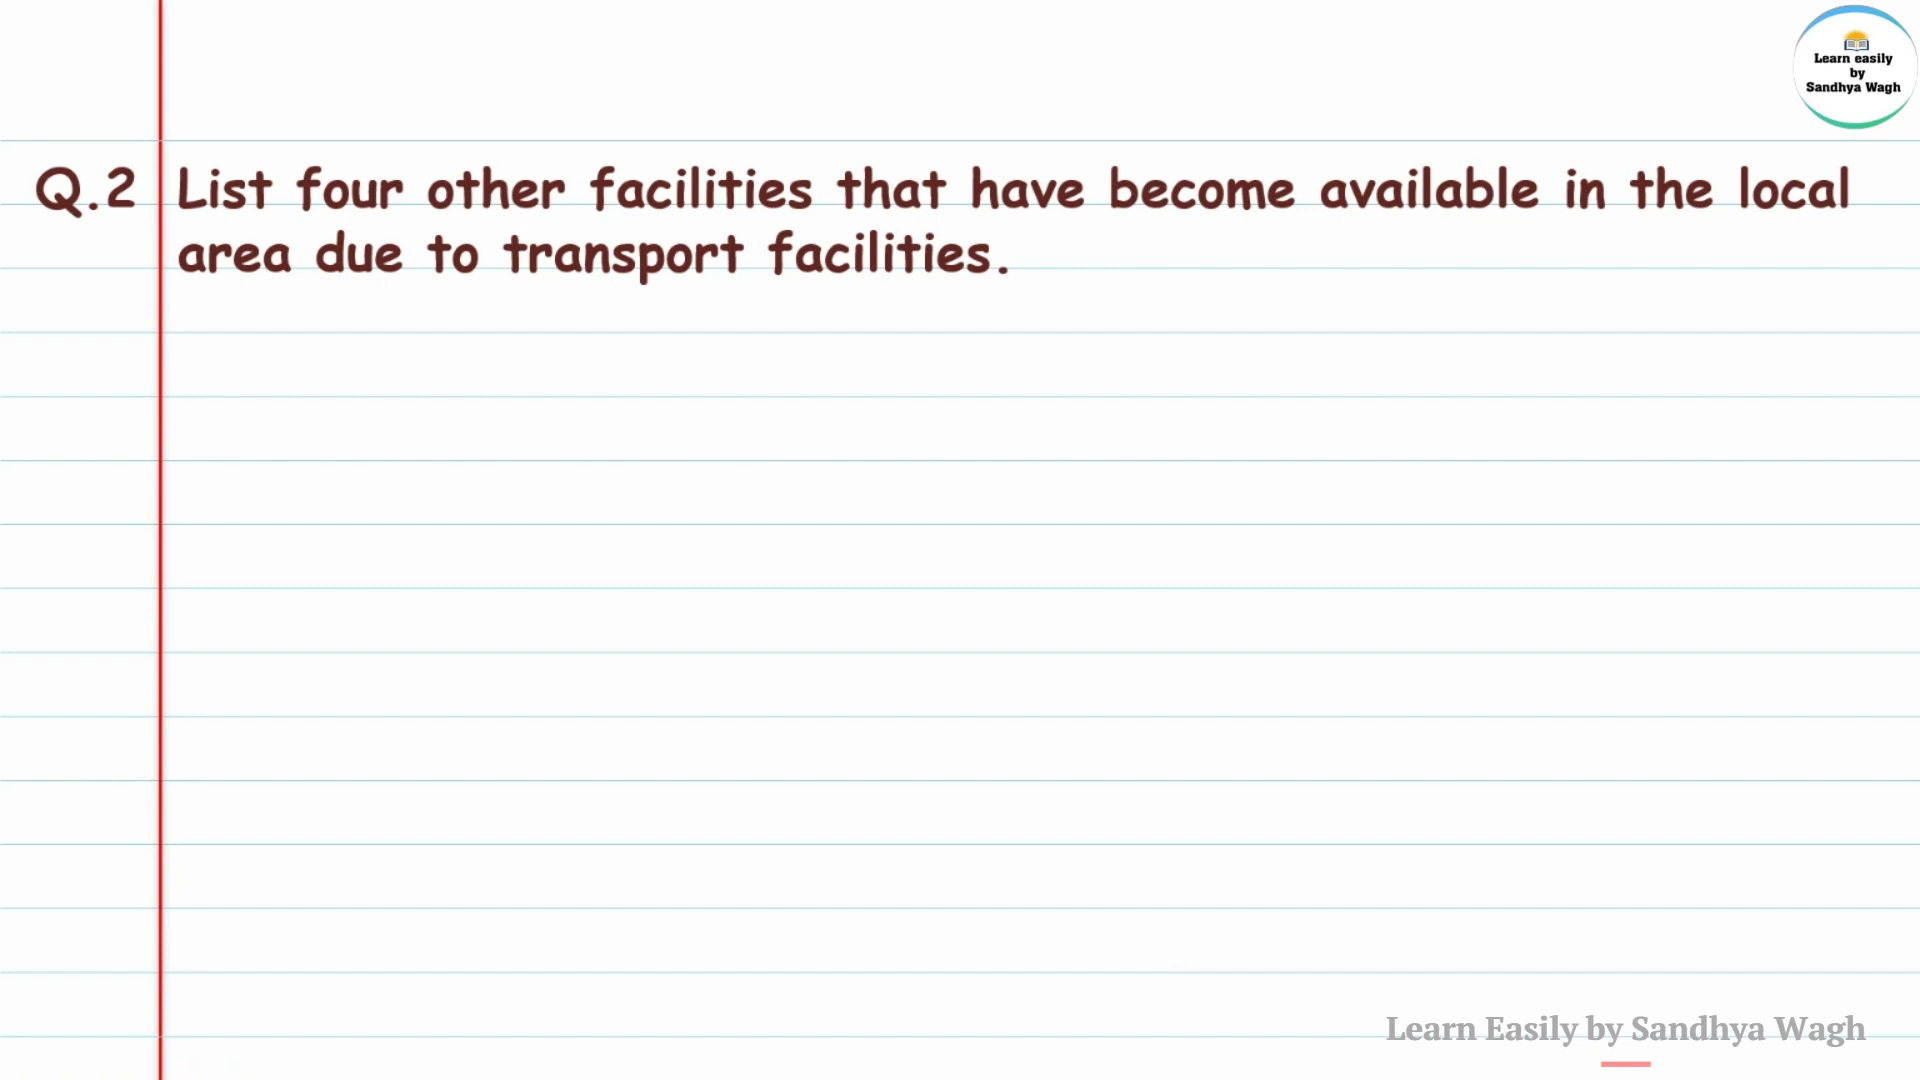 Learn easily
by
Sandhya Wagh
Q.2 List four other facilities that have become available in the local
area due to transport facilities.
Learn Easily by Sandhya Wagh